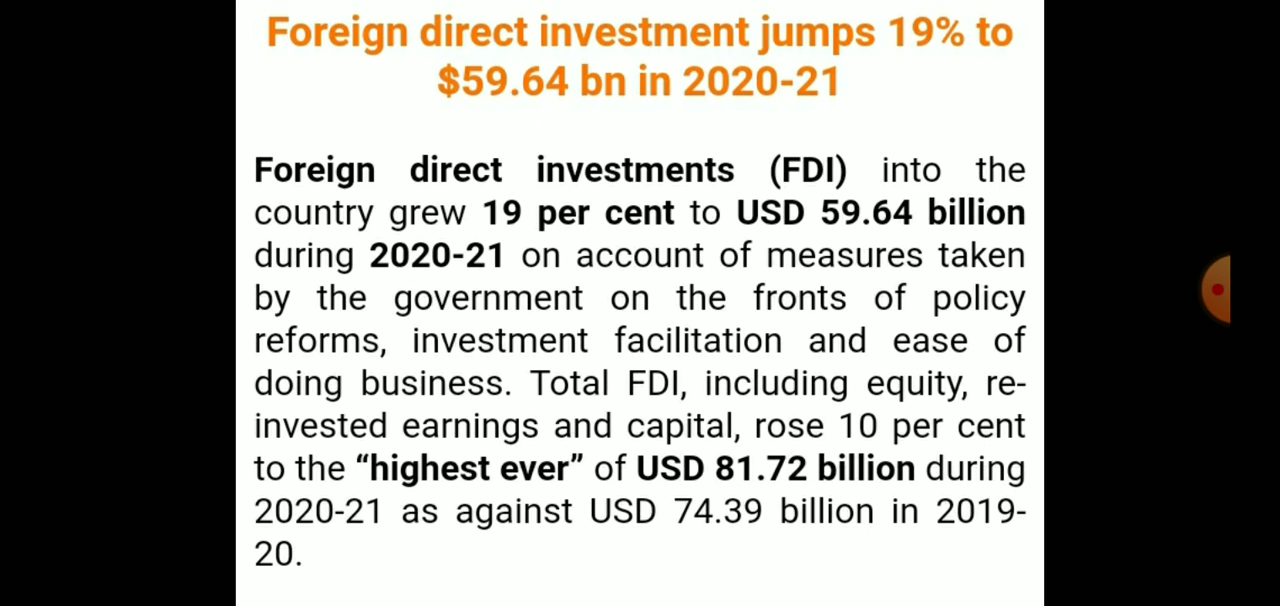 Foreign direct investment jumps 19% to
$59.64 bn in 2020-21
Foreign direct investments (FDI) into the
country grew 19 per cent to USD 59.64 billion
during 2020-21 on account of measures taken
by the government on the fronts of policy
reforms, investment facilitation and ease of
doing business. Total FDI, including equity, re-
invested earnings and capital, rose 10 per cent
to the “highest ever” of USD 81.72 billion during
2020-21 as against USD 74.39 billion in 2019-
20.